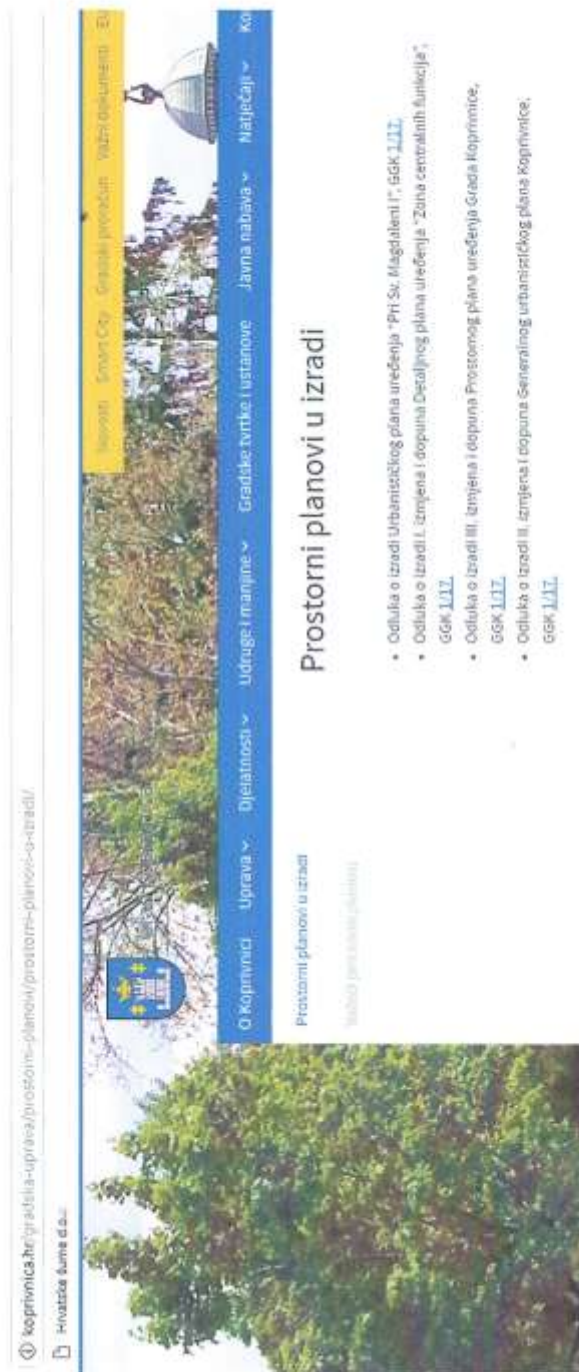 koprivnica.hr/gradska-uprava/prostorni-planovi/prostorni-planovi-u-izradi/
Hrvatske šume d.o.
Novosti Smart City Gradski proračun Važni dokumenti EU
O Koprivnici Uprava Djelatnosti Udruge i manjine Gradske tvrtke i ustanove Javna nabava Natječaji Ko
Prostorni planovi u izradi
Prostorni planovi u izradi
• Odluka o izradi Urbanističkog plana uređenja "Pri Sv. Magdaleni I", GGK 1/17.
• Odluka o izradi I. izmjena i dopuna Detaljnog plana uređenja "Zona centralnih funkcija",
GGK 1/17.
• Odluka o izradi III. izmjena i dopuna Prostornog plana uređenja Grada Koprivnice,
GGK 1/17.
• Odluka o izradi II. izmjena i dopuna Generalnog urbanističkog plana Koprivnice,
GGK 1/17.